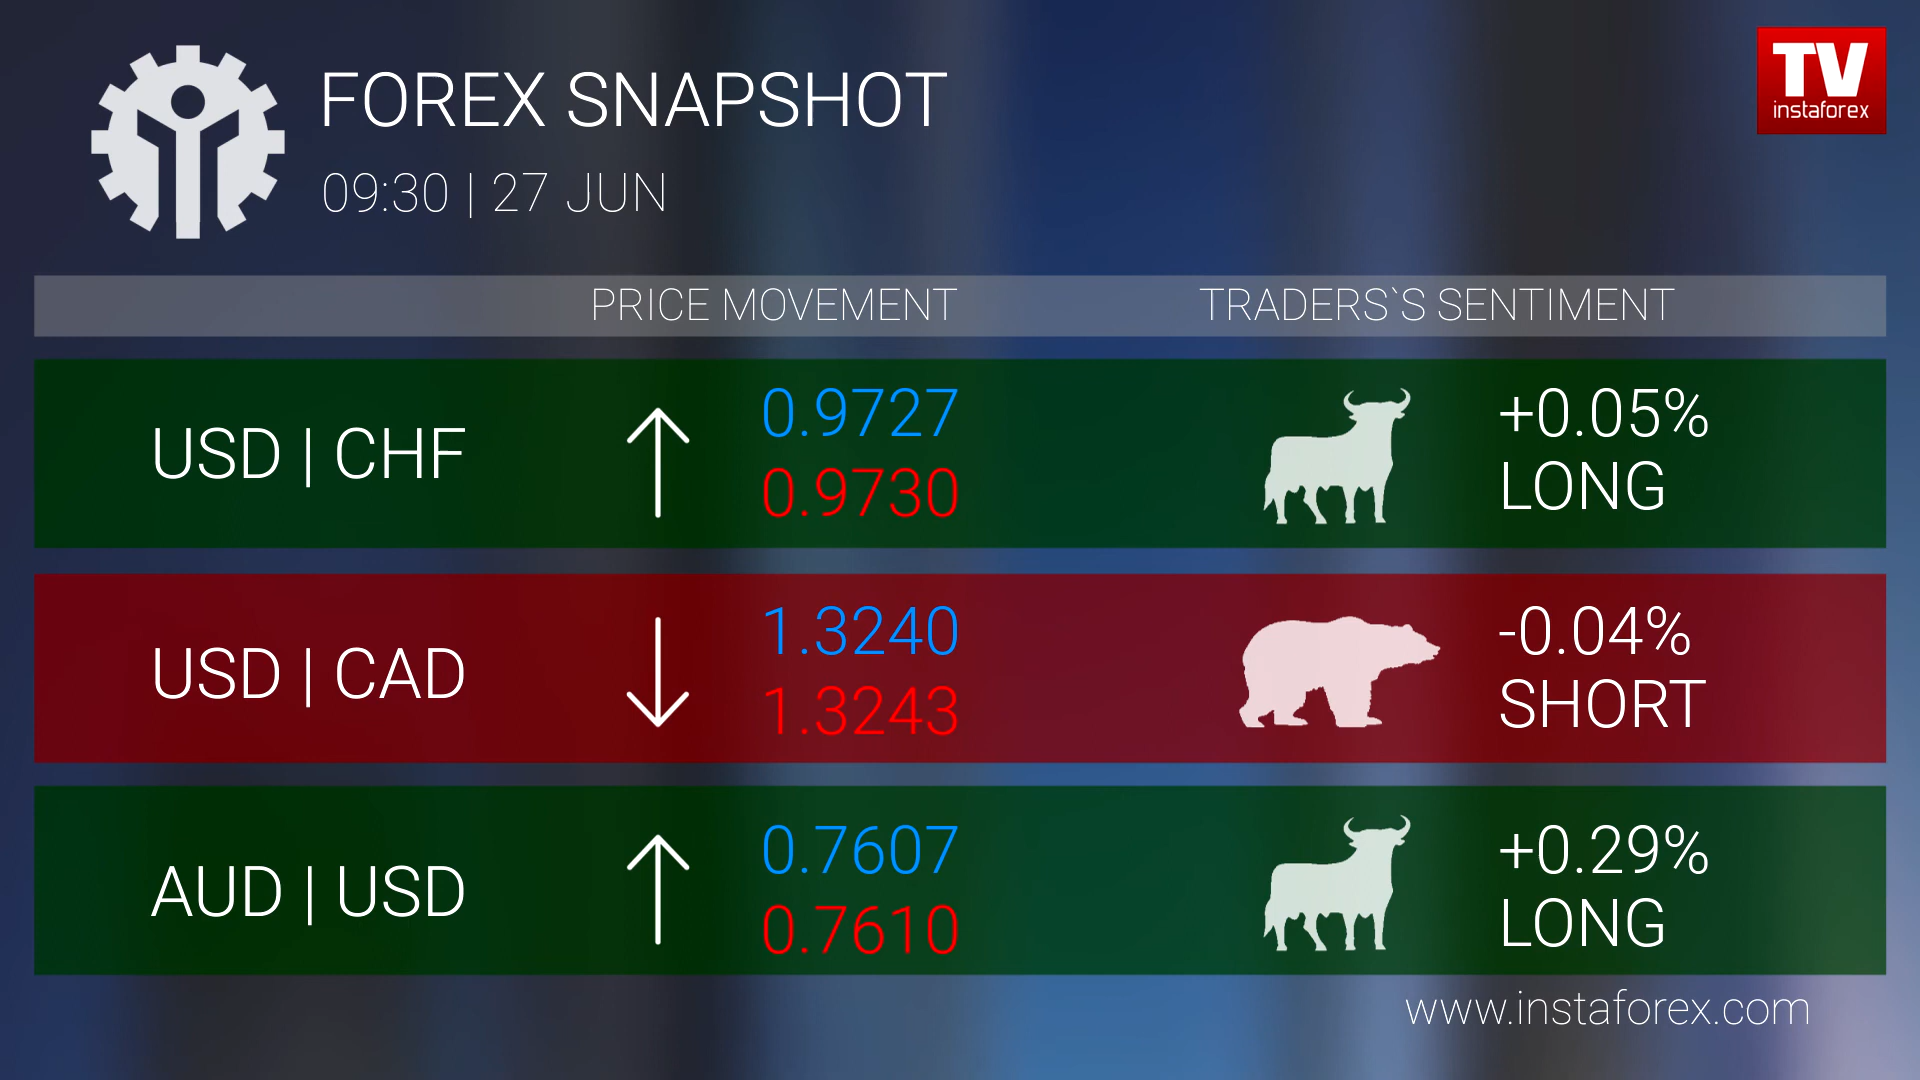 FOREX SNAPSHOT
09:30 | 27 JUN
TV
instaforex
PRICE MOVEMENT
TRADERS`S SENTIMENT
USD | CHF
0.9727
0.9730
+0.05%
LONG
USD | CAD
1.3240
1.3243
-0.04%
SHORT
AUD | USD
0.7607
0.7610
+0.29%
LONG
www.instaforex.com